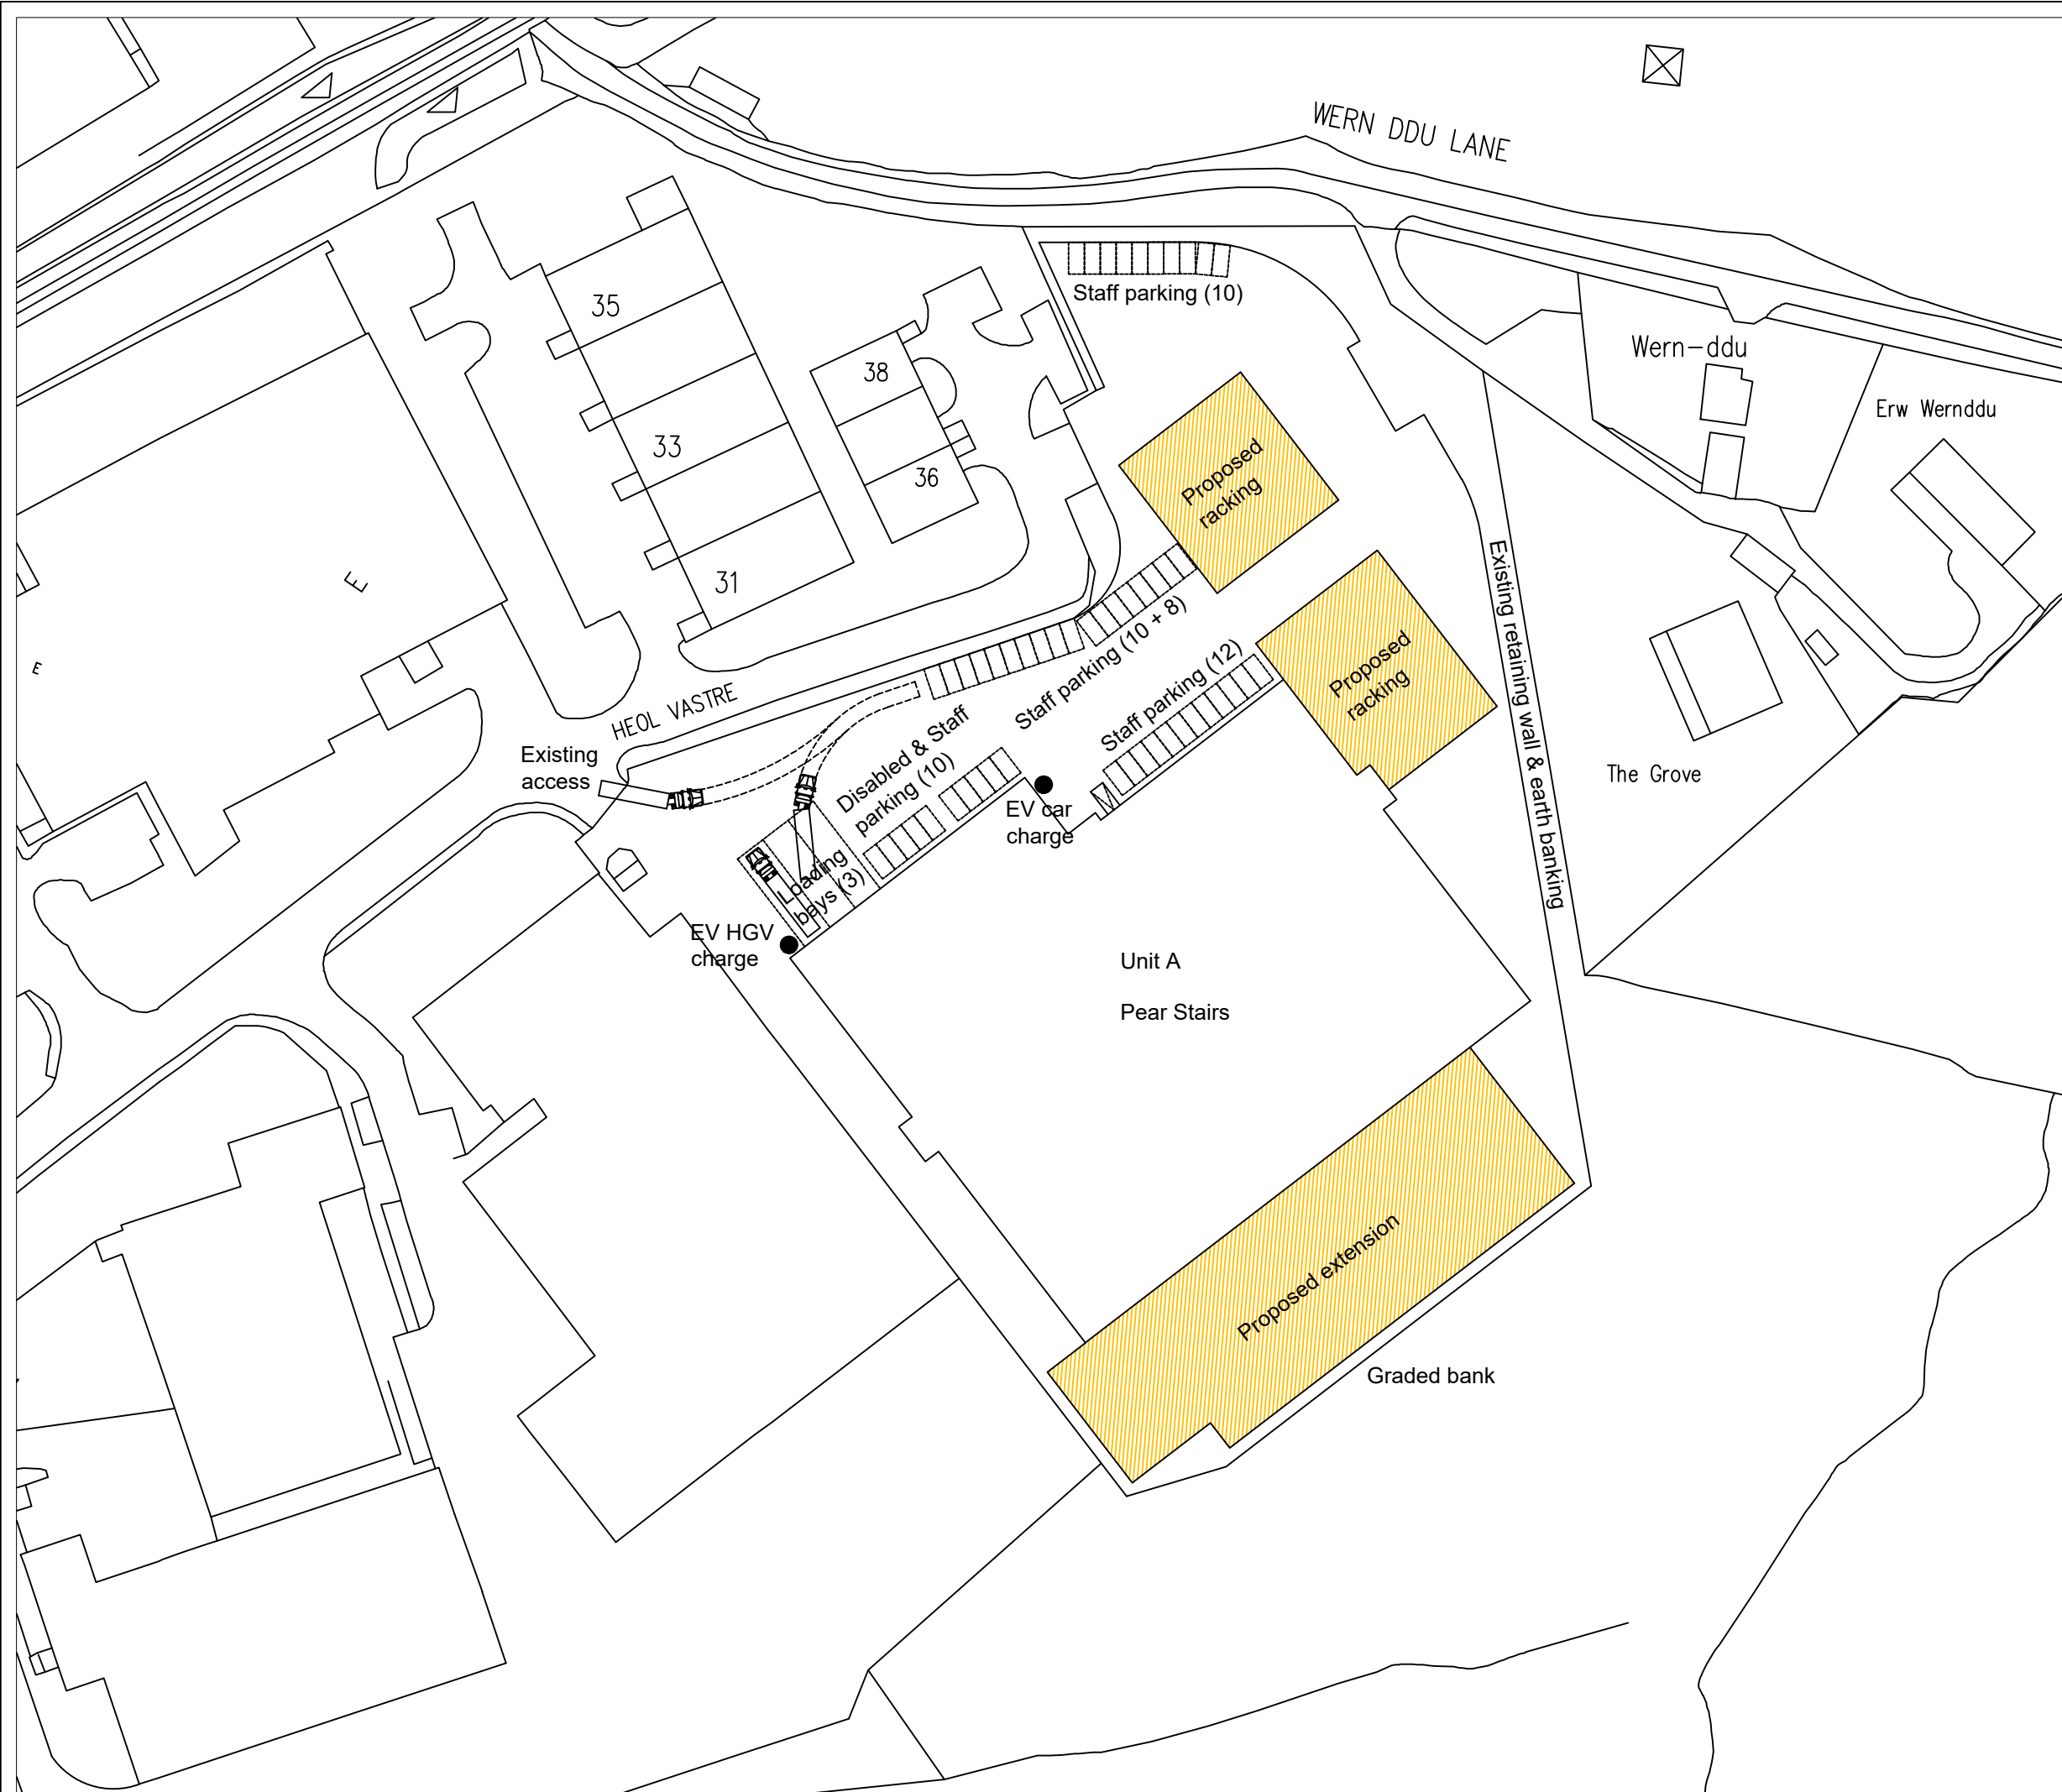 WERN DDU LANE
Staff parking (10)
35
Wern-ddu
38
Erw Wernddu
33
Proposed
racking
36
E
31
Existing retaining wall & earth banking
E
Staff parking (10 + 8)
Proposed
racking
HEOL VASTRE
Staff parking (12)
Disabled & Staff
parking (10)
Existing
access
The Grove
EV car
charge
Loading
bays (3)
EV HGV
charge
Unit A
Pear Stairs
Proposed extension
Graded bank